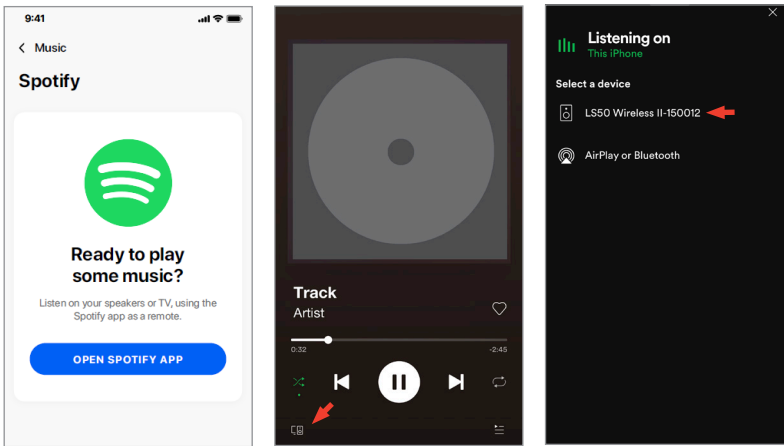 9:41
Music
Spotify
Ready to play
some music?
Listen on your speakers or TV, using the
Spotify app as a remote.
OPEN SPOTIFY APP
Track
Artist
0:32
-2:45
Listening on
This iPhone
Select a device
LS50 Wireless II-150012
AirPlay or Bluetooth